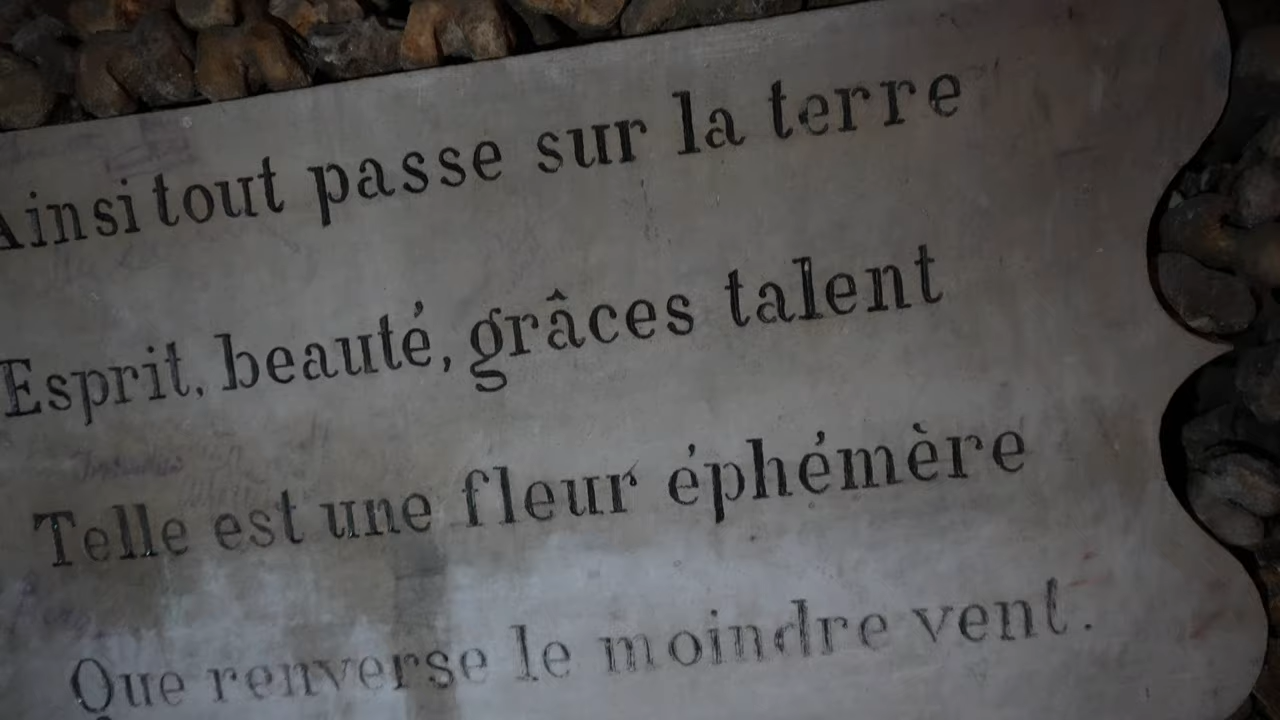 Ainsi tout passe sur la terre
Esprit, beauté, grâces talent
Telle est une fleur éphémère
Que renverse le moindre vent.